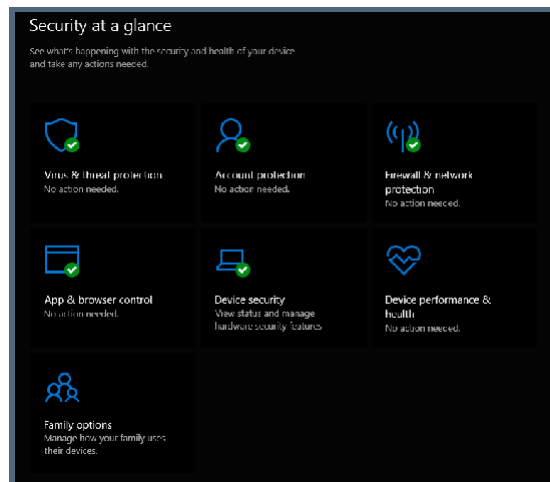 Security at a glance
See what's happening with the security and health of your device
and take any actions needed.
Virus & threat protection
No action needed.
Account protection
No action needed.
Firewall & network
protection
No action needed.
App & browser control
No action needed.
Device security
View status and manage
hardware security features
Device performance &
health
No action needed.
Family options
Manage how your family uses
their devices.